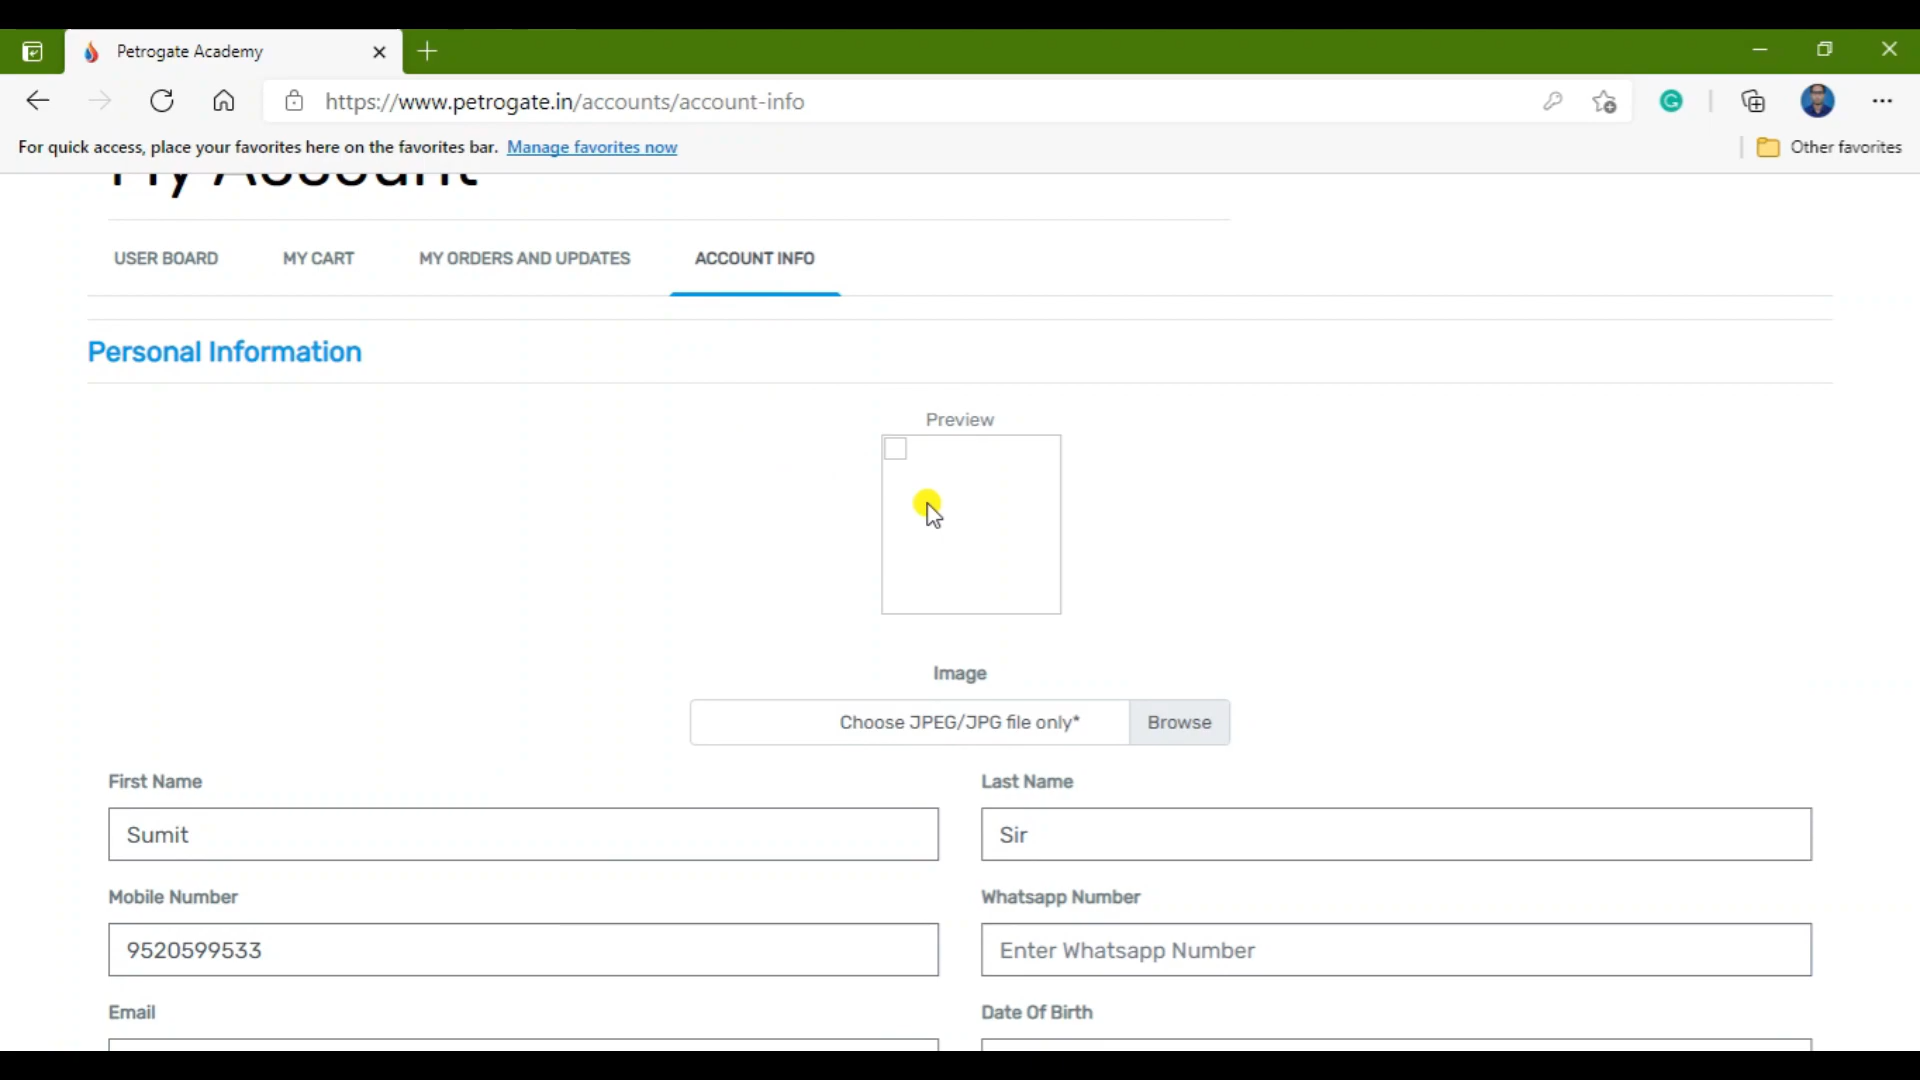 Petrogate Academy
https://www.petrogate.in/accounts/account-info
For quick access, place your favorites here on the favorites bar. Manage favorites now
Other favorites
My Account
USER BOARD MY CART MY ORDERS AND UPDATES ACCOUNT INFO
Personal Information
Preview
Image
Choose JPEG/JPG file only* Browse
First Name Last Name
Sumit Sir
Mobile Number Whatsapp Number
9520599533 Enter Whatsapp Number
Email Date Of Birth